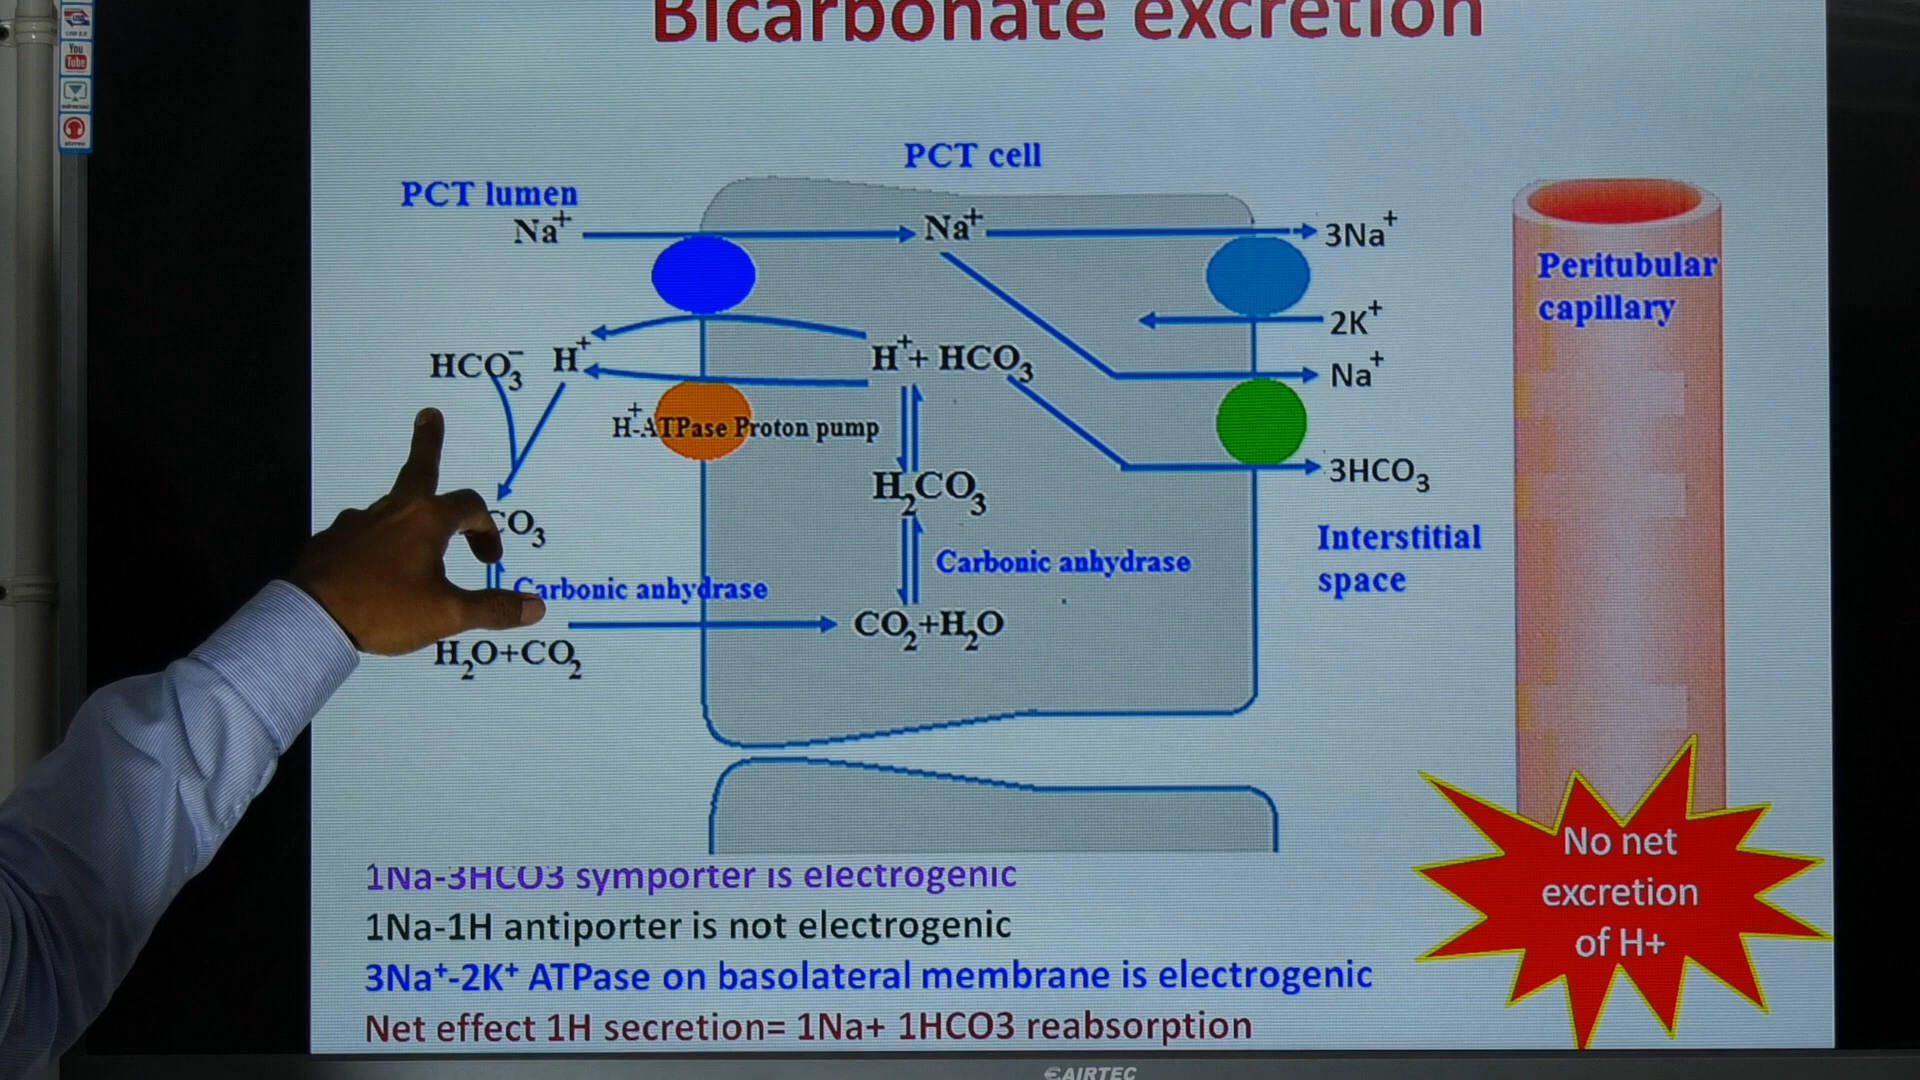 Bicarbonate excretion
You
Tube
PCT cell
PCT lumen
Na+
Na+
3Na+
Peritubular
capillary
2K+
HCO3-
H+
H+ + HCO3
Na+
H+-ATPase Proton pump
3HCO3
H2CO3
CO3
Interstitial
space
Carbonic anhydrase
Carbonic anhydrase
CO2+H2O
H2O+CO2
No net
excretion
of H+
1Na-3HCO3 symporter is electrogenic
1Na-1H antiporter is not electrogenic
3Na+-2K+ ATPase on basolateral membrane is electrogenic
Net effect 1H secretion= 1Na+ 1HCO3 reabsorption
AIRTEC